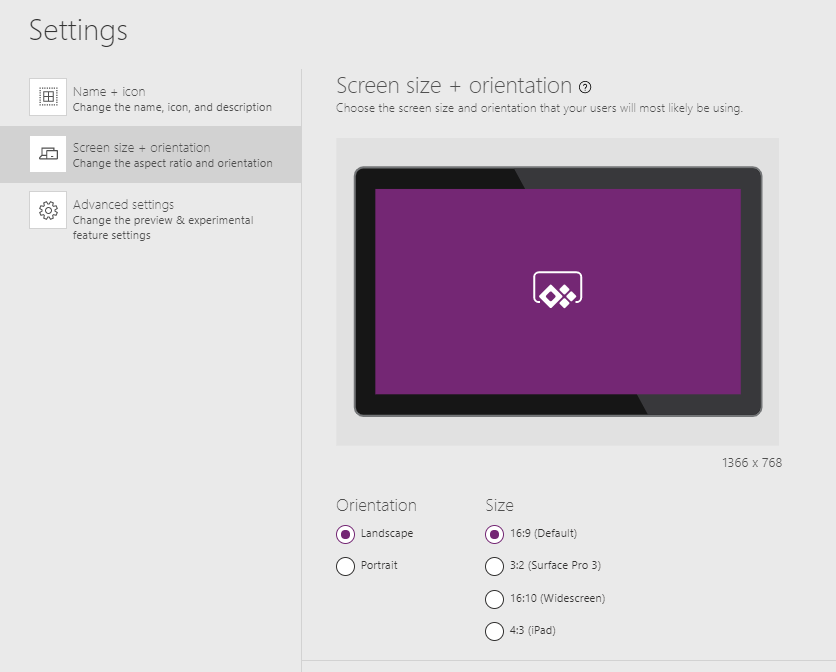 Settings
Name + icon
Change the name, icon, and description
Screen size + orientation
Change the aspect ratio and orientation
Advanced settings
Change the preview & experimental
feature settings
Screen size + orientation ?
Choose the screen size and orientation that your users will most likely be using.
1366 x 768
Orientation
Landscape
Portrait
Size
16:9 (Default)
3:2 (Surface Pro 3)
16:10 (Widescreen)
4:3 (iPad)